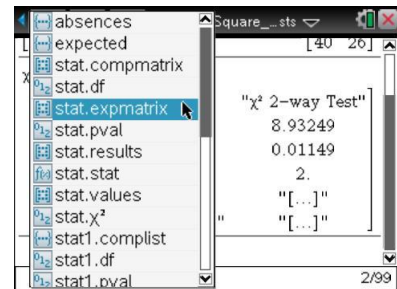 Square_…sts
absences
expected
stat.compmatrix
stat.df
stat.expmatrix
stat.pval
stat.results
stat.stat
stat.values
stat.χ²
stat1.complist
stat1.df
stat1.pval
[40 26]
"χ² 2-way Test"
8.93249
0.01149
2.
"[...]"
"[...]"
2/99